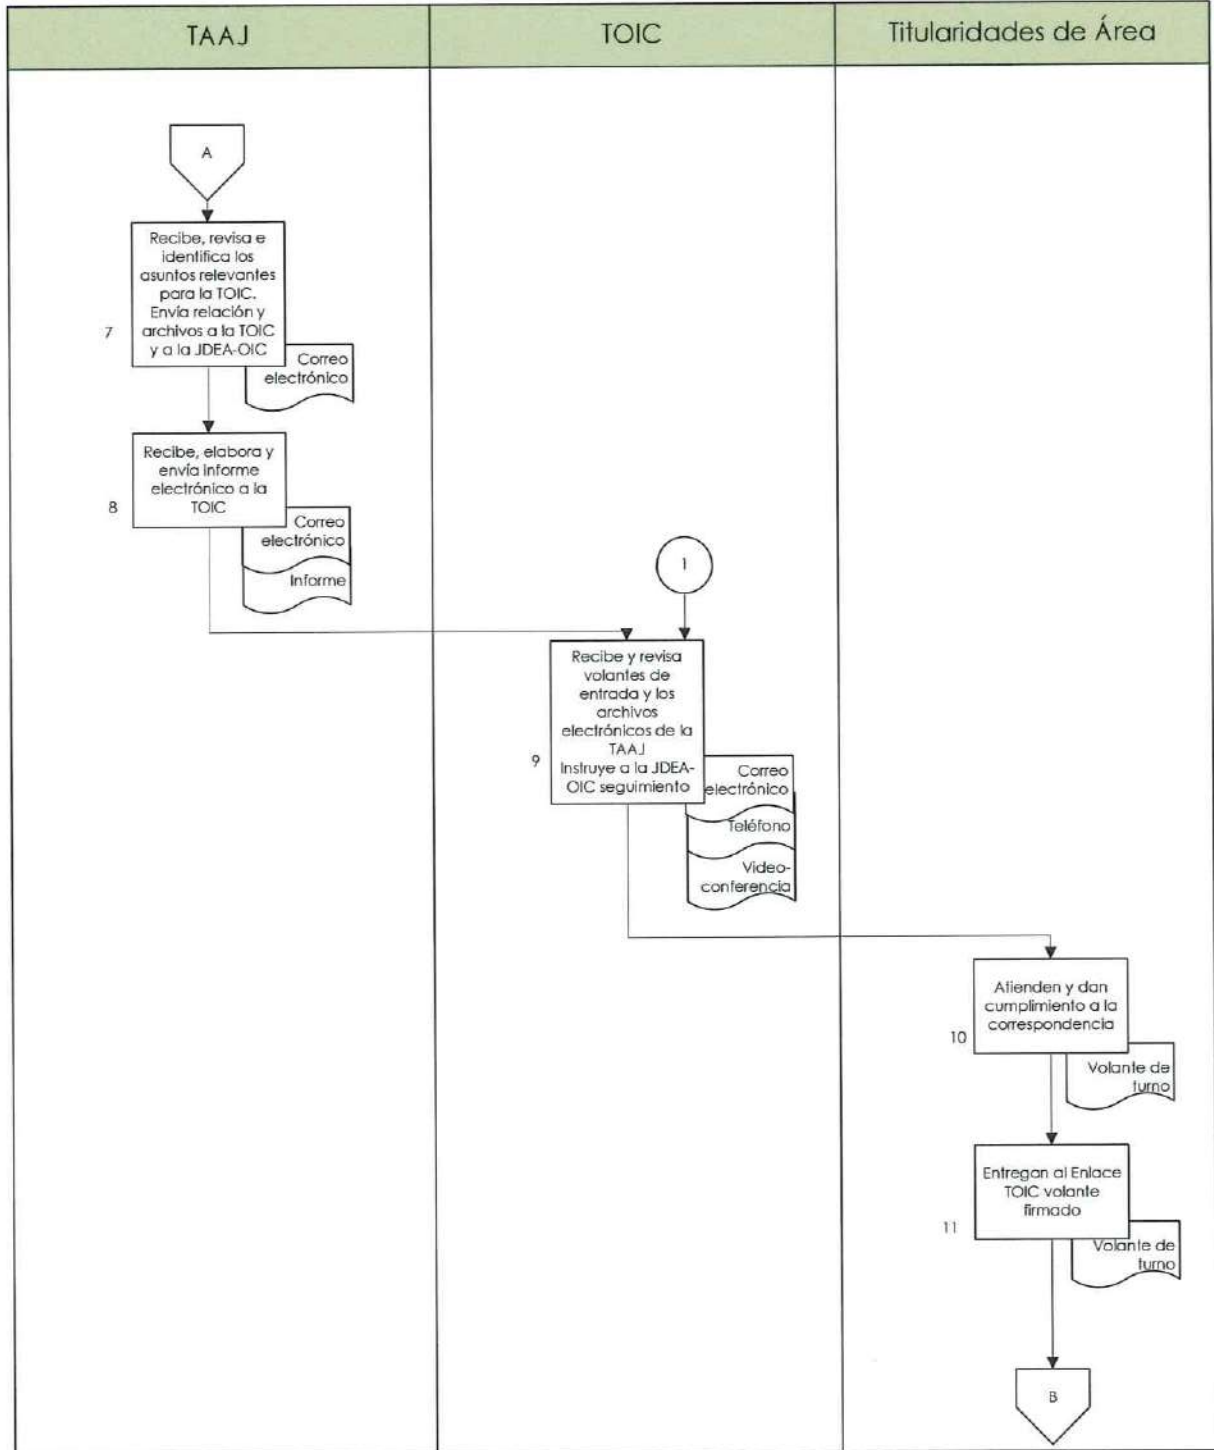 TAAJ
TOIC
Titularidades de Área
A
Recibe, revisa e
identifica los
asuntos relevantes
para la TOIC.
Envía relación y
archivos a la TOIC
y a la JDEA-OIC
7
Correo
electrónico
Recibe, elabora y
envía informe
electrónico a la
TOIC
8
Correo
electrónico
Informe
1
Recibe y revisa
volantes de
entrada y los
archivos
electrónicos de la
TAAJ
Instruye a la JDEA-
OIC seguimiento
9
Correo
electrónico
Teléfono
Video-
conferencia
Atienden y dan
cumplimiento a la
correspondencia
10
Volante de
turno
Entregan al Enlace
TOIC volante
firmado
11
Volante de
turno
B